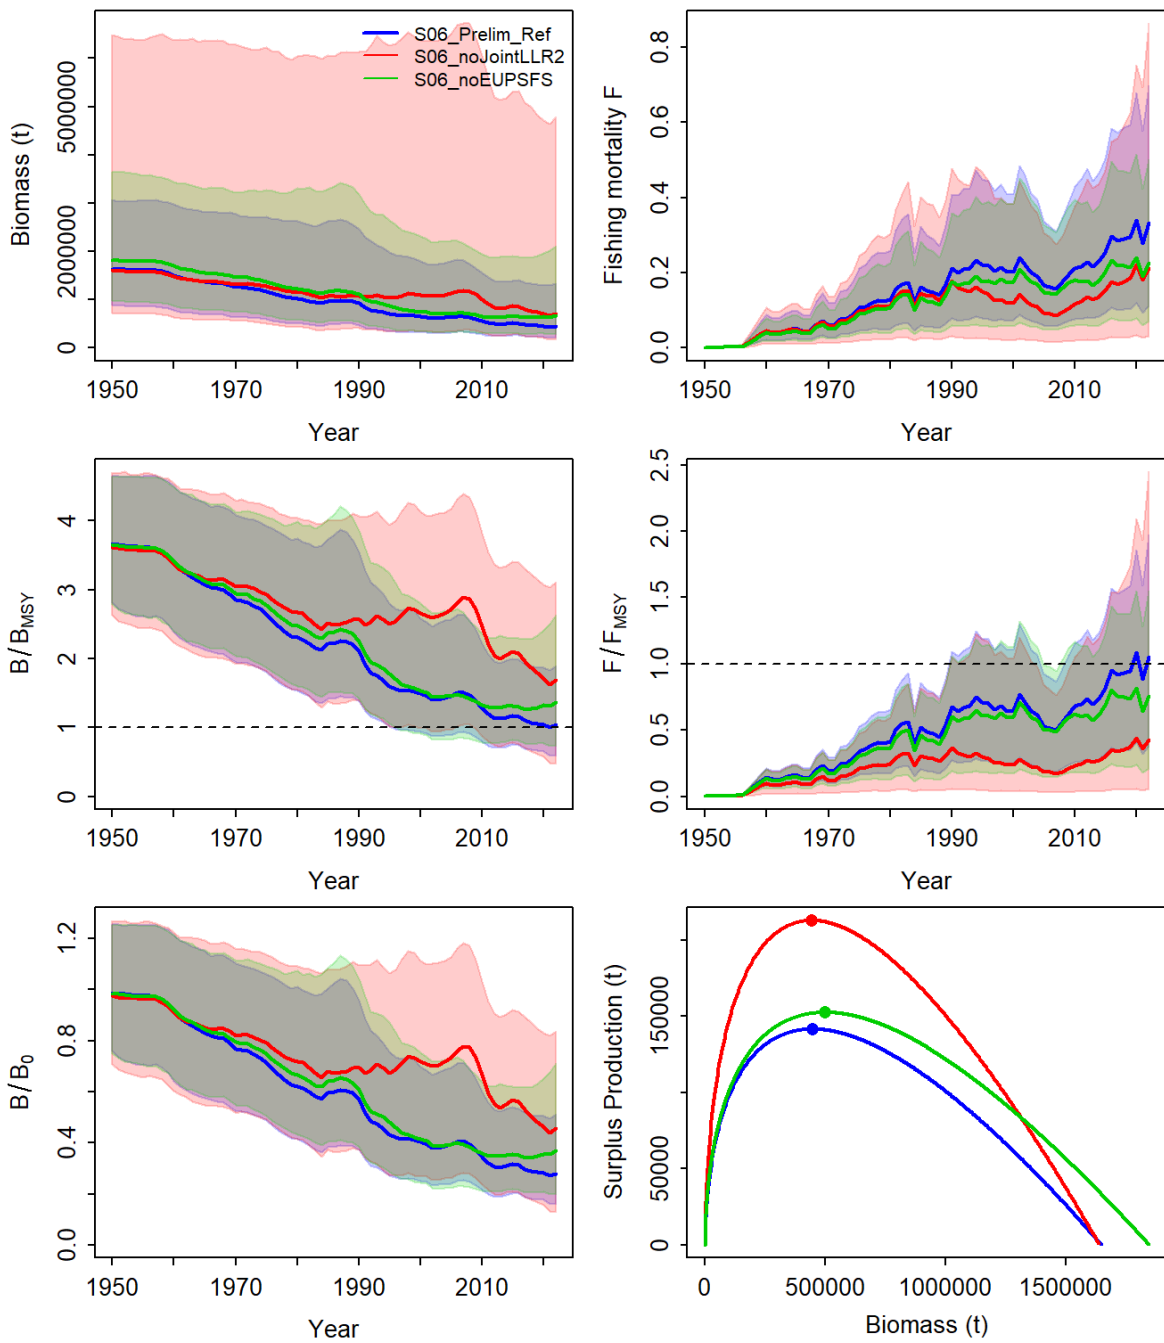 Biomass (t)
5000000
2000000
0
S06_Prelim_Ref
S06_noJointLLR2
S06_noEUPSFS
1950 1970 1990 2010
Year
Fishing mortality F
0.8
0.6
0.4
0.2
0.0
1950 1970 1990 2010
Year
B/BMSY
4
3
2
1
0
1950 1970 1990 2010
Year
F/FMSY
2.5
2.0
1.5
1.0
0.5
0.0
1950 1970 1990 2010
Year
B/B0
1.2
0.8
0.4
0.0
1950 1970 1990 2010
Year
Surplus Production (t)
150000
50000
0
0 500000 1000000 1500000
Biomass (t)